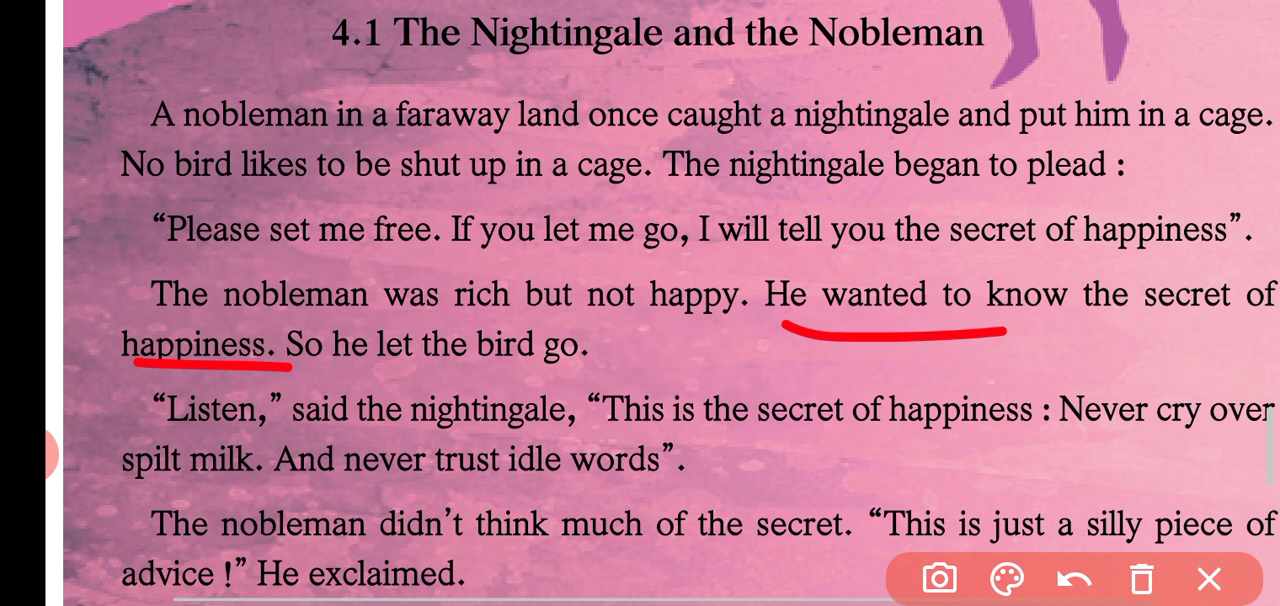 4.1 The Nightingale and the Nobleman
A nobleman in a faraway land once caught a nightingale and put him in a cage.
No bird likes to be shut up in a cage. The nightingale began to plead :
“Please set me free. If you let me go, I will tell you the secret of happiness”.
The nobleman was rich but not happy. He wanted to know the secret of
happiness. So he let the bird go.
“Listen,” said the nightingale, “This is the secret of happiness : Never cry over
spilt milk. And never trust idle words”.
The nobleman didn’t think much of the secret. “This is just a silly piece of
advice !” He exclaimed.